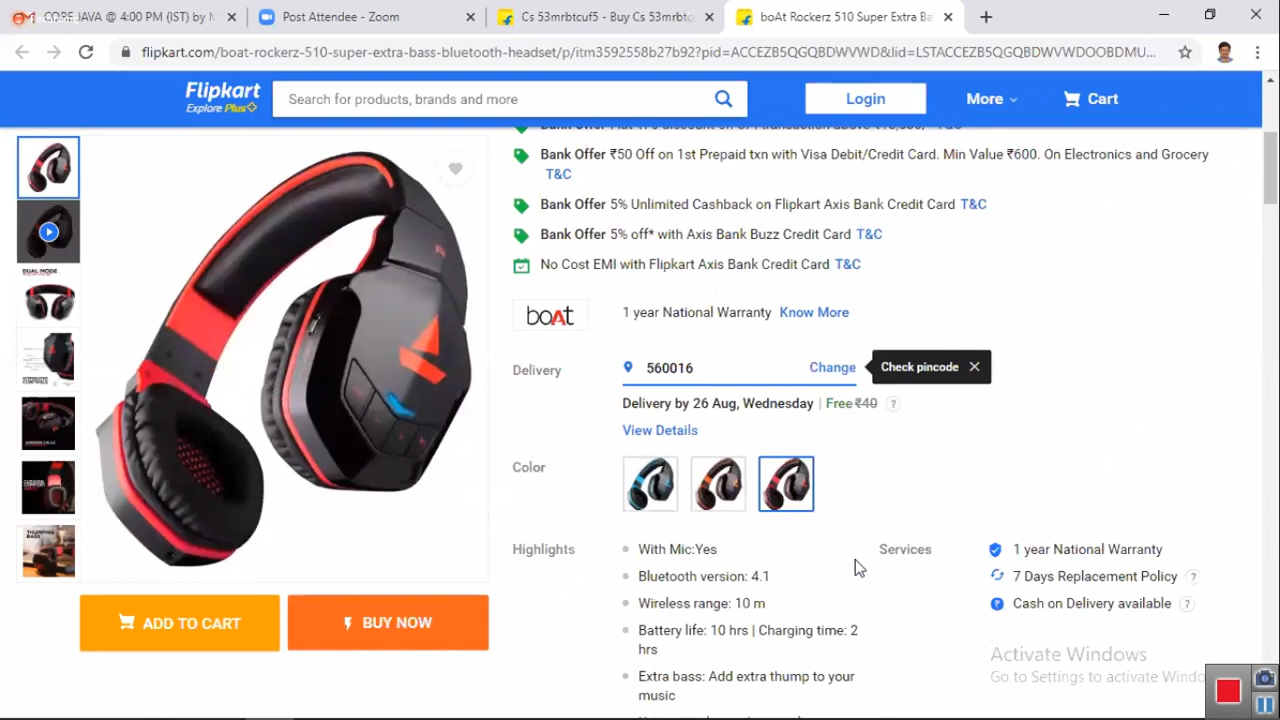 CORE JAVA @ 4:00 PM (IST) by N
Post Attendee - Zoom
Cs 53mrbtcuf5 - Buy Cs 53mrbtc
boAt Rockerz 510 Super Extra Ba
flipkart.com/boat-rockerz-510-super-extra-bass-bluetooth-headset/p/itm3592558b27b92?pid=ACCEZB5QGQBDWVWD&lid=LSTACCEZB5QGQBDWVWDOOBDMU...
Flipkart
Explore Plus
Search for products, brands and more
Login
More
Cart
Bank Offer ₹50 Off on 1st Prepaid txn with Visa Debit/Credit Card. Min Value ₹600. On Electronics and Grocery
T&C
Bank Offer 5% Unlimited Cashback on Flipkart Axis Bank Credit Card T&C
Bank Offer 5% off* with Axis Bank Buzz Credit Card T&C
No Cost EMI with Flipkart Axis Bank Credit Card T&C
boAt
1 year National Warranty Know More
Delivery
560016
Change
Check pincode
Delivery by 26 Aug, Wednesday | Free ₹40 ?
View Details
Color
DUAL MODE
Highlights
With Mic:Yes
Bluetooth version: 4.1
Wireless range: 10 m
Battery life: 10 hrs | Charging time: 2
hrs
Extra bass: Add extra thump to your
music
Services
1 year National Warranty
7 Days Replacement Policy ?
Cash on Delivery available ?
ADD TO CART
BUY NOW
Activate Windows
Go to Settings to activate Windo